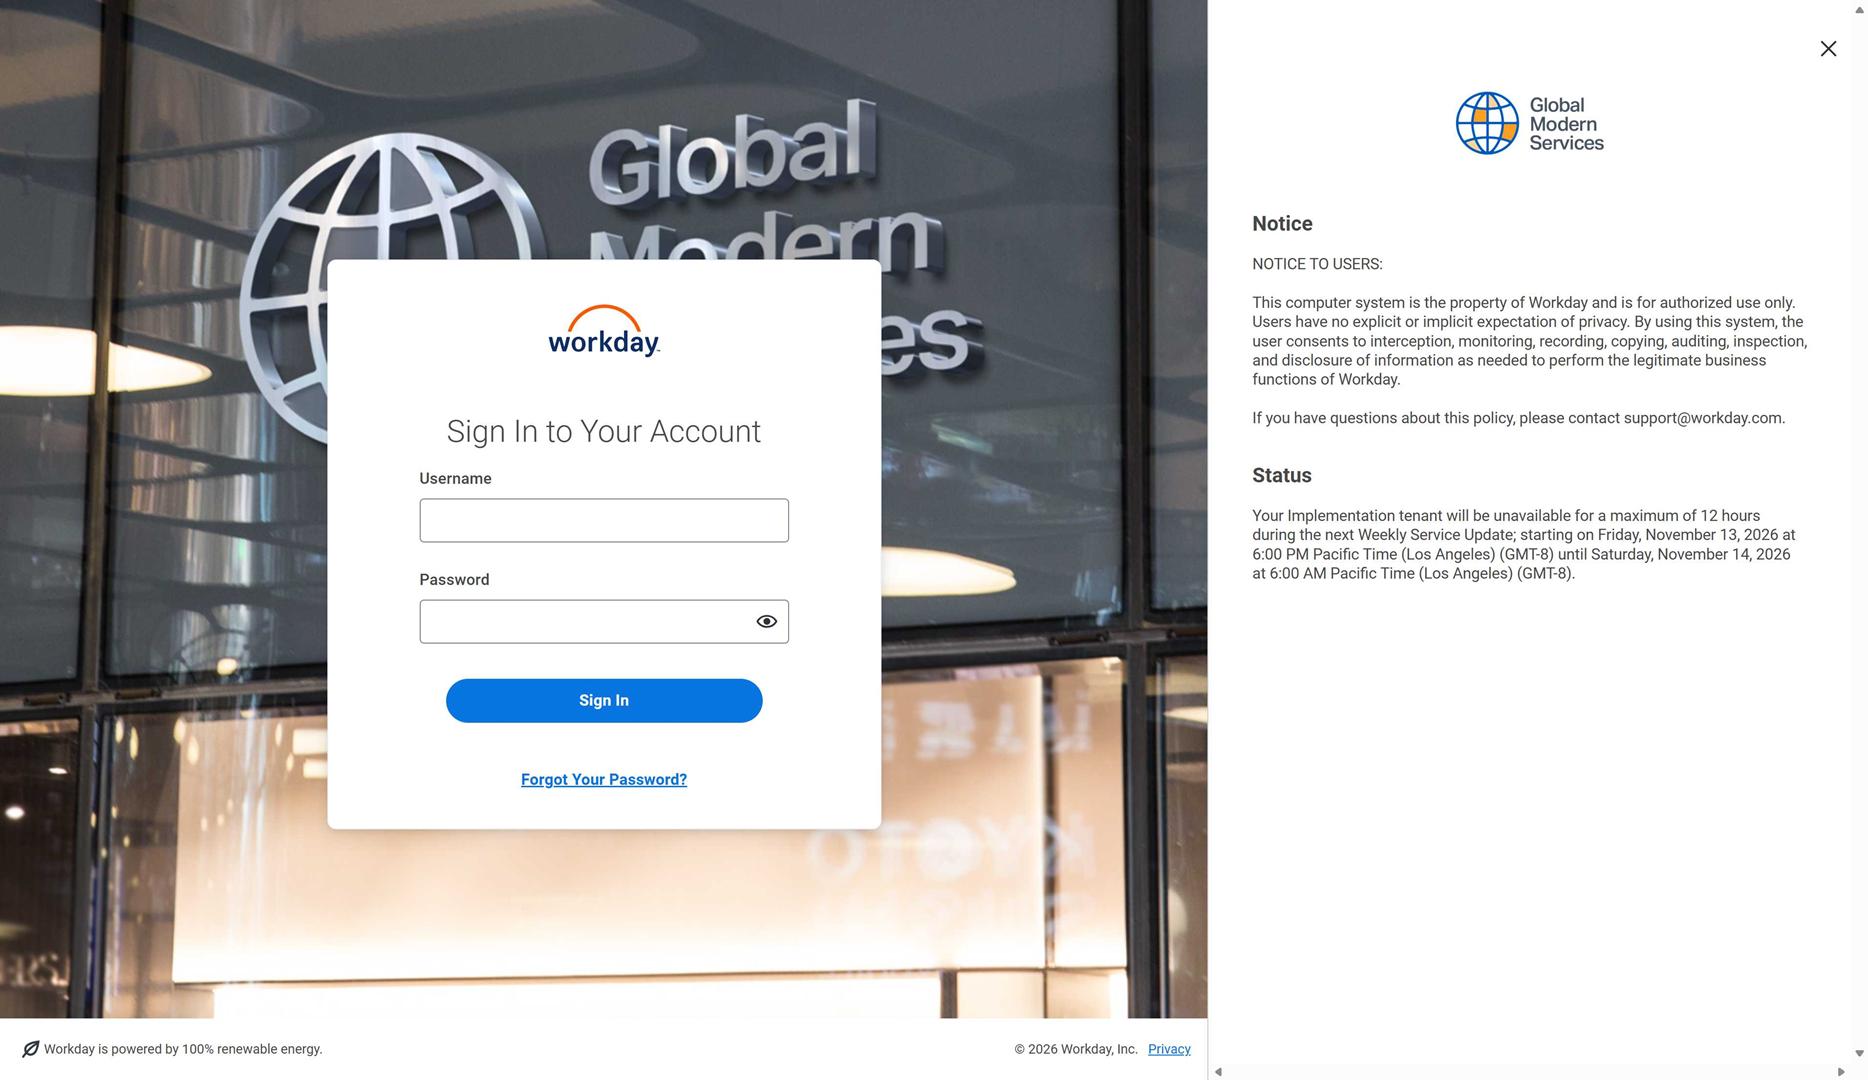 Global
Modern
es
workday
Sign In to Your Account
Username
Password
Sign In
Forgot Your Password?
KYOTO
Workday is powered by 100% renewable energy.
© 2026 Workday, Inc. Privacy
Global
Modern
Services
Notice
NOTICE TO USERS:
This computer system is the property of Workday and is for authorized use only.
Users have no explicit or implicit expectation of privacy. By using this system, the
user consents to interception, monitoring, recording, copying, auditing, inspection,
and disclosure of information as needed to perform the legitimate business
functions of Workday.
If you have questions about this policy, please contact support@workday.com.
Status
Your Implementation tenant will be unavailable for a maximum of 12 hours
during the next Weekly Service Update; starting on Friday, November 13, 2026 at
6:00 PM Pacific Time (Los Angeles) (GMT-8) until Saturday, November 14, 2026
at 6:00 AM Pacific Time (Los Angeles) (GMT-8).